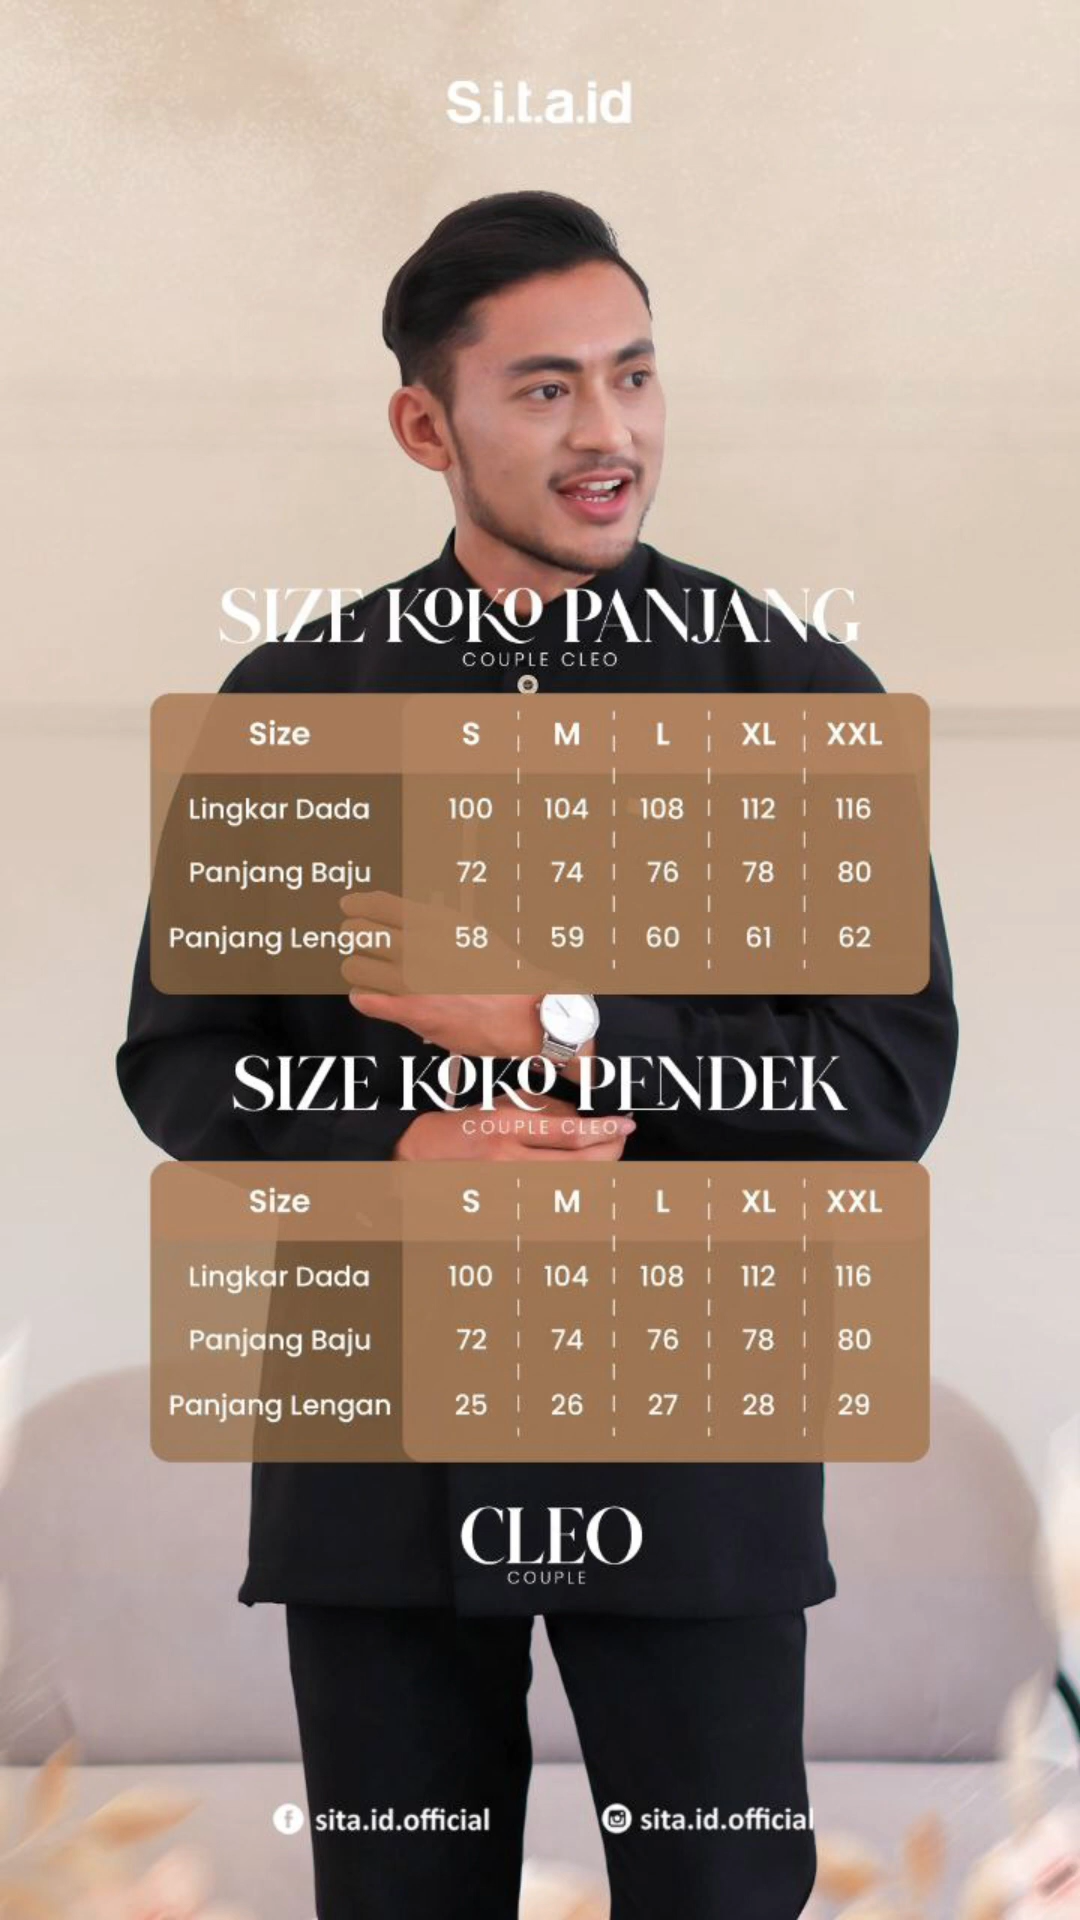 S.i.t.a.id
SIZE KOKO PANJANG
COUPLE CLEO
Size S M L XL XXL
Lingkar Dada 100 104 108 112 116
Panjang Baju 72 74 76 78 80
Panjang Lengan 58 59 60 61 62
SIZE KOKO PENDEK
COUPLE CLEO
Size S M L XL XXL
Lingkar Dada 100 104 108 112 116
Panjang Baju 72 74 76 78 80
Panjang Lengan 25 26 27 28 29
CLEO
COUPLE
sita.id.official sita.id.official